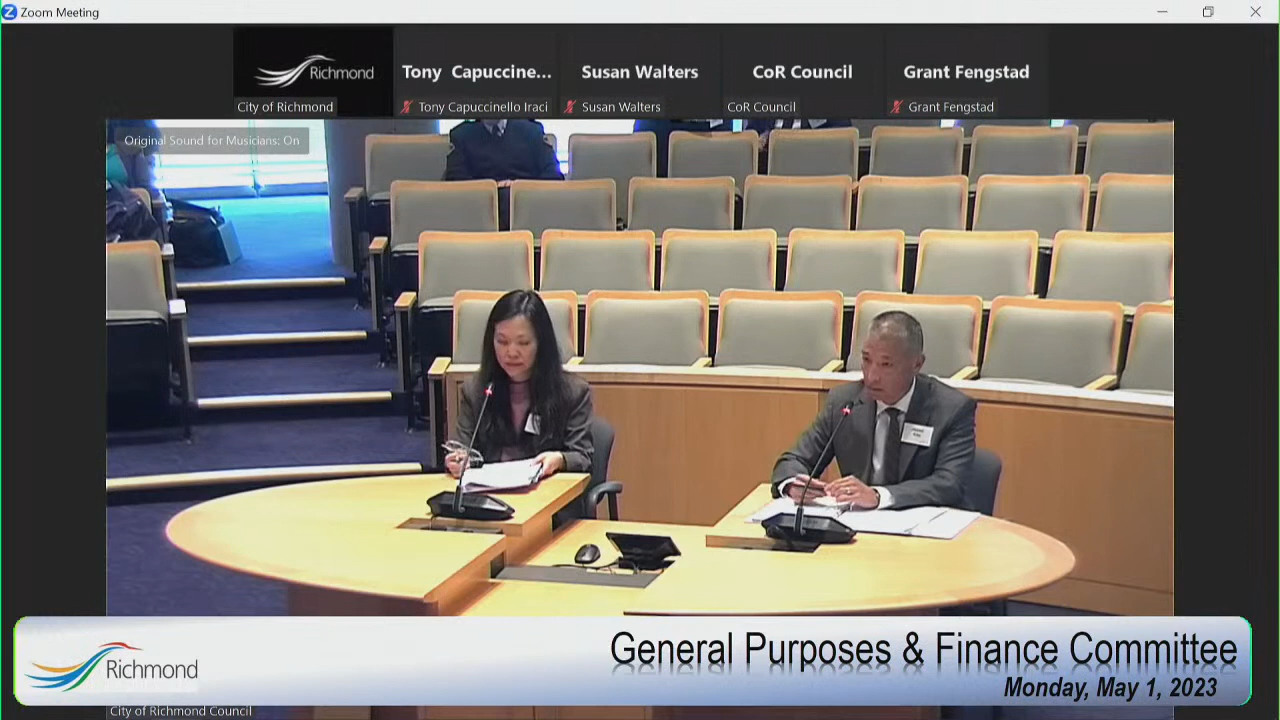 Zoom Meeting
Richmond
Tony Capuccine...
Susan Walters
CoR Council
Grant Fengstad
City of Richmond
Tony Capuccinello Iraci
Susan Walters
CoR Council
Grant Fengstad
Original Sound for Musicians: On
Richmond
General Purposes & Finance Committee
Monday, May 1, 2023
City of Richmond Council